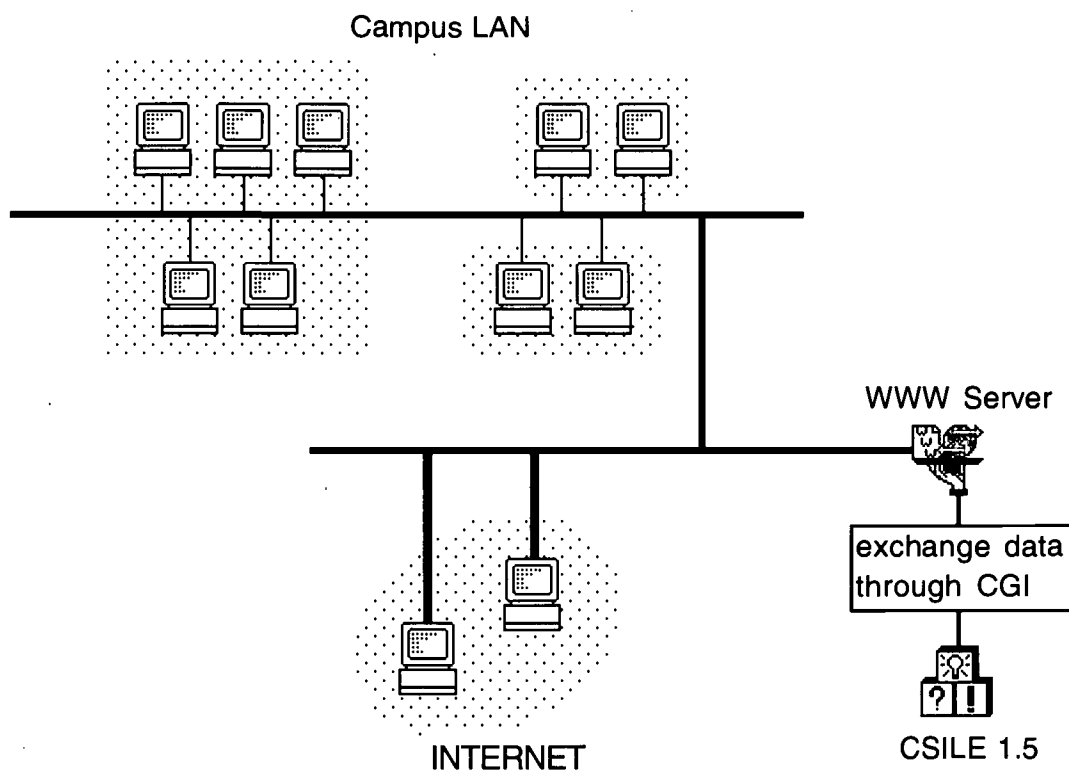 Campus LAN
WWW Server
exchange data
through CGI
? !
CSILE 1.5
INTERNET